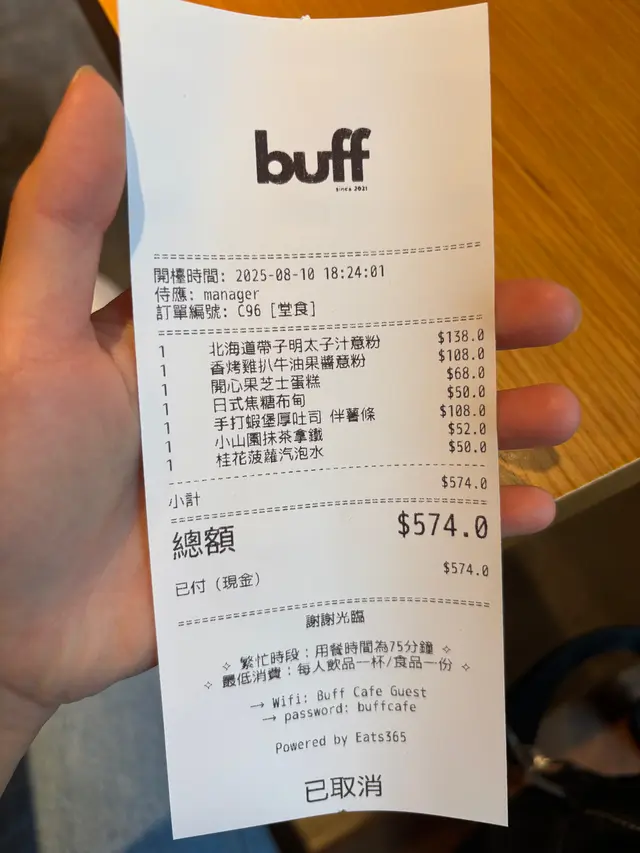 buff
since 2021
開檯時間: 2025-08-10 18:24:01
侍應: manager
訂單編號: C96 [堂食]
1 北海道帶子明太子汁意粉 $138.0
1 香烤雞扒牛油果醬意粉 $108.0
1 開心果芝士蛋糕 $68.0
1 日式焦糖布甸 $50.0
1 手打蝦堡厚吐司 伴薯條 $108.0
1 小山園抹茶拿鐵 $52.0
1 桂花菠蘿汽泡水 $50.0
小計 $574.0
總額 $574.0
已付 (現金) $574.0
謝謝光臨
✧ 繁忙時段：用餐時間為75分鐘 ✧
✧ 最低消費：每人飲品一杯/食品一份 ✧
→ Wifi: Buff Cafe Guest
→ password: buffcafe
Powered by Eats365
已取消